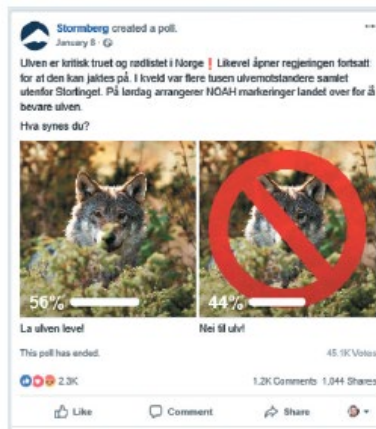 Stormberg created a poll.
January 8 ·
Ulven er kritisk truet og rødlistet i Norge ❗ Likevel åpner regjeringen fortsatt
for at den kan jaktes på. I kveld var flere tusen ulvemotstandere samlet
utenfor Stortinget. På lørdag arrangerer NOAH markeringer landet over for å
bevare ulven.
Hva synes du?
56%
44%
La ulven leve!
Nei til ulv!
This poll has ended.
45.1K Votes
2.3K
1.2K Comments 1,044 Shares
Like
Comment
Share